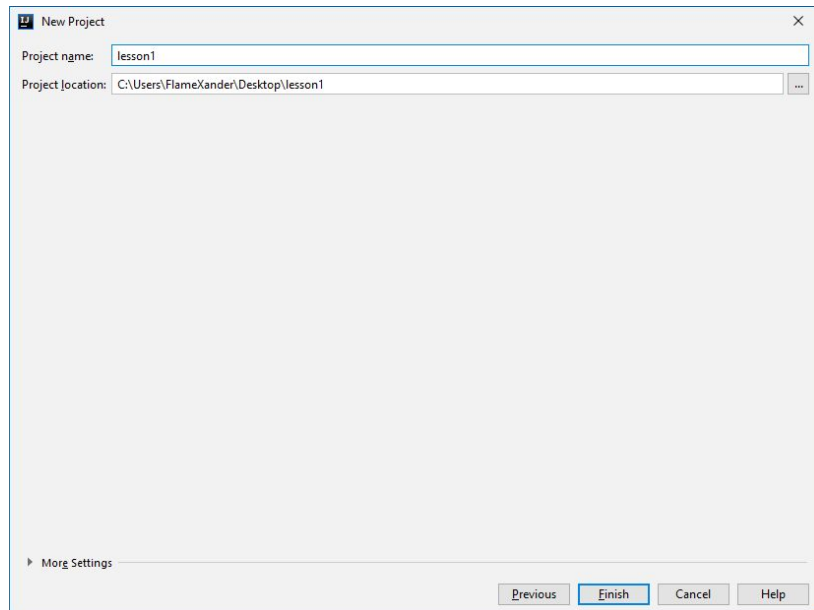 New Project
Project name: lesson1
Project location: C:\Users\FlameXander\Desktop\lesson1 ...
More Settings
Previous Finish Cancel Help